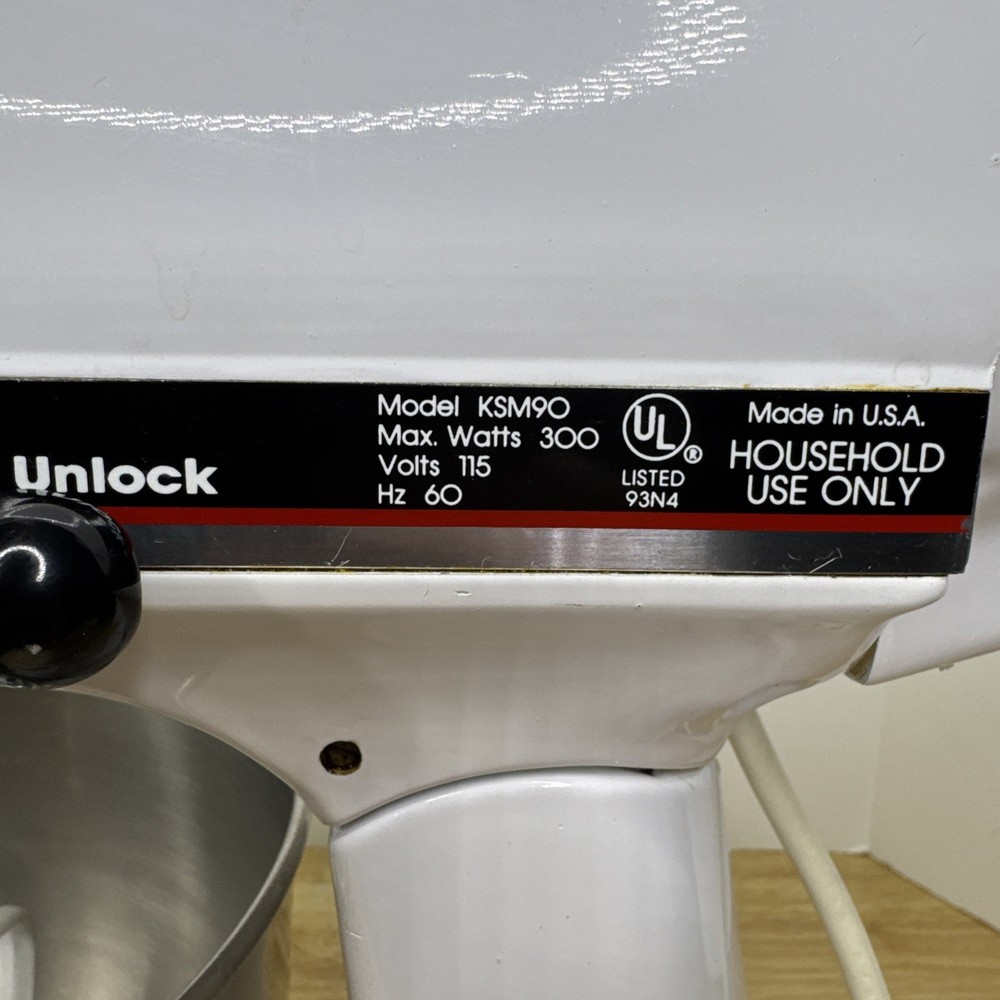 Unlock
Model KSM90
Max. Watts 300
Volts 115
Hz 60
UL ®
LISTED
93N4
Made in U.S.A.
HOUSEHOLD
USE ONLY